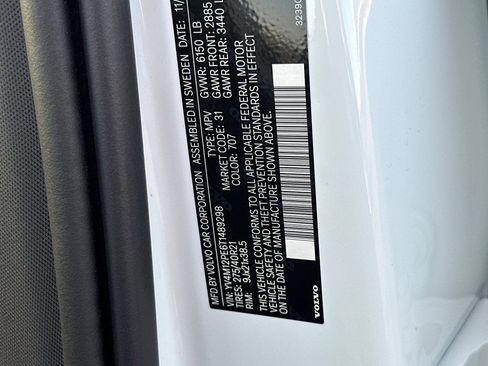 MFD BY VOLVO CAR CORPORATION ASSEMBLED IN SWEDEN DATE: 11/
GVWR: 6150 LB
GAWR FRONT: 2885
GAWR REAR: 3440 L
VIN: YV4M12PE6T1489298 TYPE: MPV
TIRES: 275/40R21 MARKET CODE: 31
RIM: 9Jx21x38.5 COLOR: 707
THIS VEHICLE CONFORMS TO ALL APPLICABLE FEDERAL MOTOR
VEHICLE SAFETY AND THEFT PREVENTION STANDARDS IN EFFECT
ON THE DATE OF MANUFACTURE SHOWN ABOVE.
VOLVO